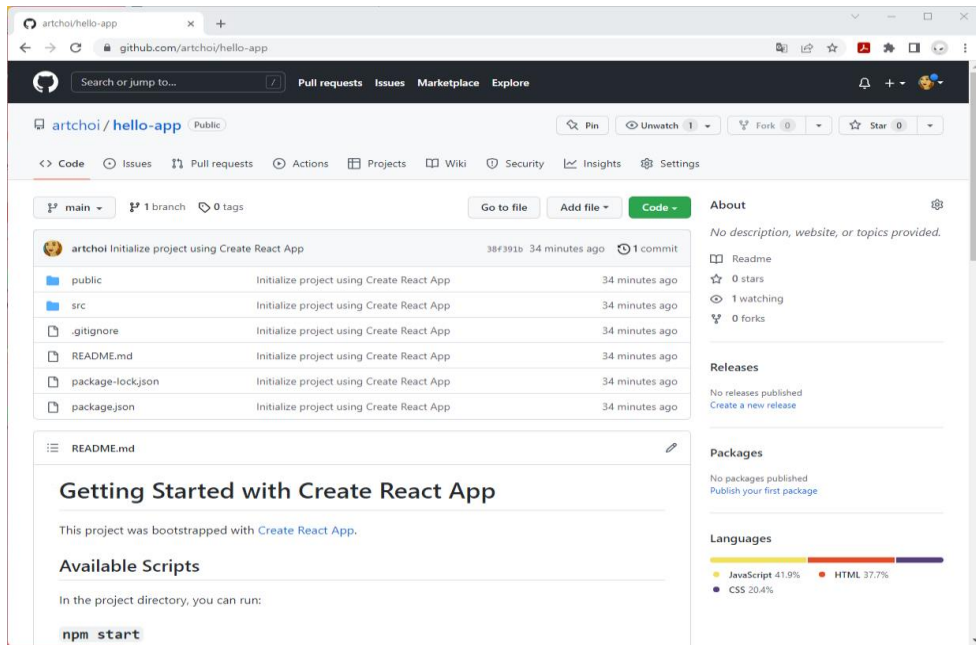 artchoi/hello-app
github.com/artchoi/hello-app
Search or jump to... / Pull requests Issues Marketplace Explore
artchoi / hello-app Public
Pin Unwatch 1 Fork 0 Star 0
Code Issues Pull requests Actions Projects Wiki Security Insights Settings
main 1 branch 0 tags Go to file Add file Code
artchoi Initialize project using Create React App 38f391b 34 minutes ago 1 commit
public Initialize project using Create React App 34 minutes ago
src Initialize project using Create React App 34 minutes ago
.gitignore Initialize project using Create React App 34 minutes ago
README.md Initialize project using Create React App 34 minutes ago
package-lock.json Initialize project using Create React App 34 minutes ago
package.json Initialize project using Create React App 34 minutes ago
README.md
Getting Started with Create React App
This project was bootstrapped with Create React App.
Available Scripts
In the project directory, you can run:
npm start
About
No description, website, or topics provided.
Readme
0 stars
1 watching
0 forks
Releases
No releases published
Create a new release
Packages
No packages published
Publish your first package
Languages
JavaScript 41.9% HTML 37.7%
CSS 20.4%